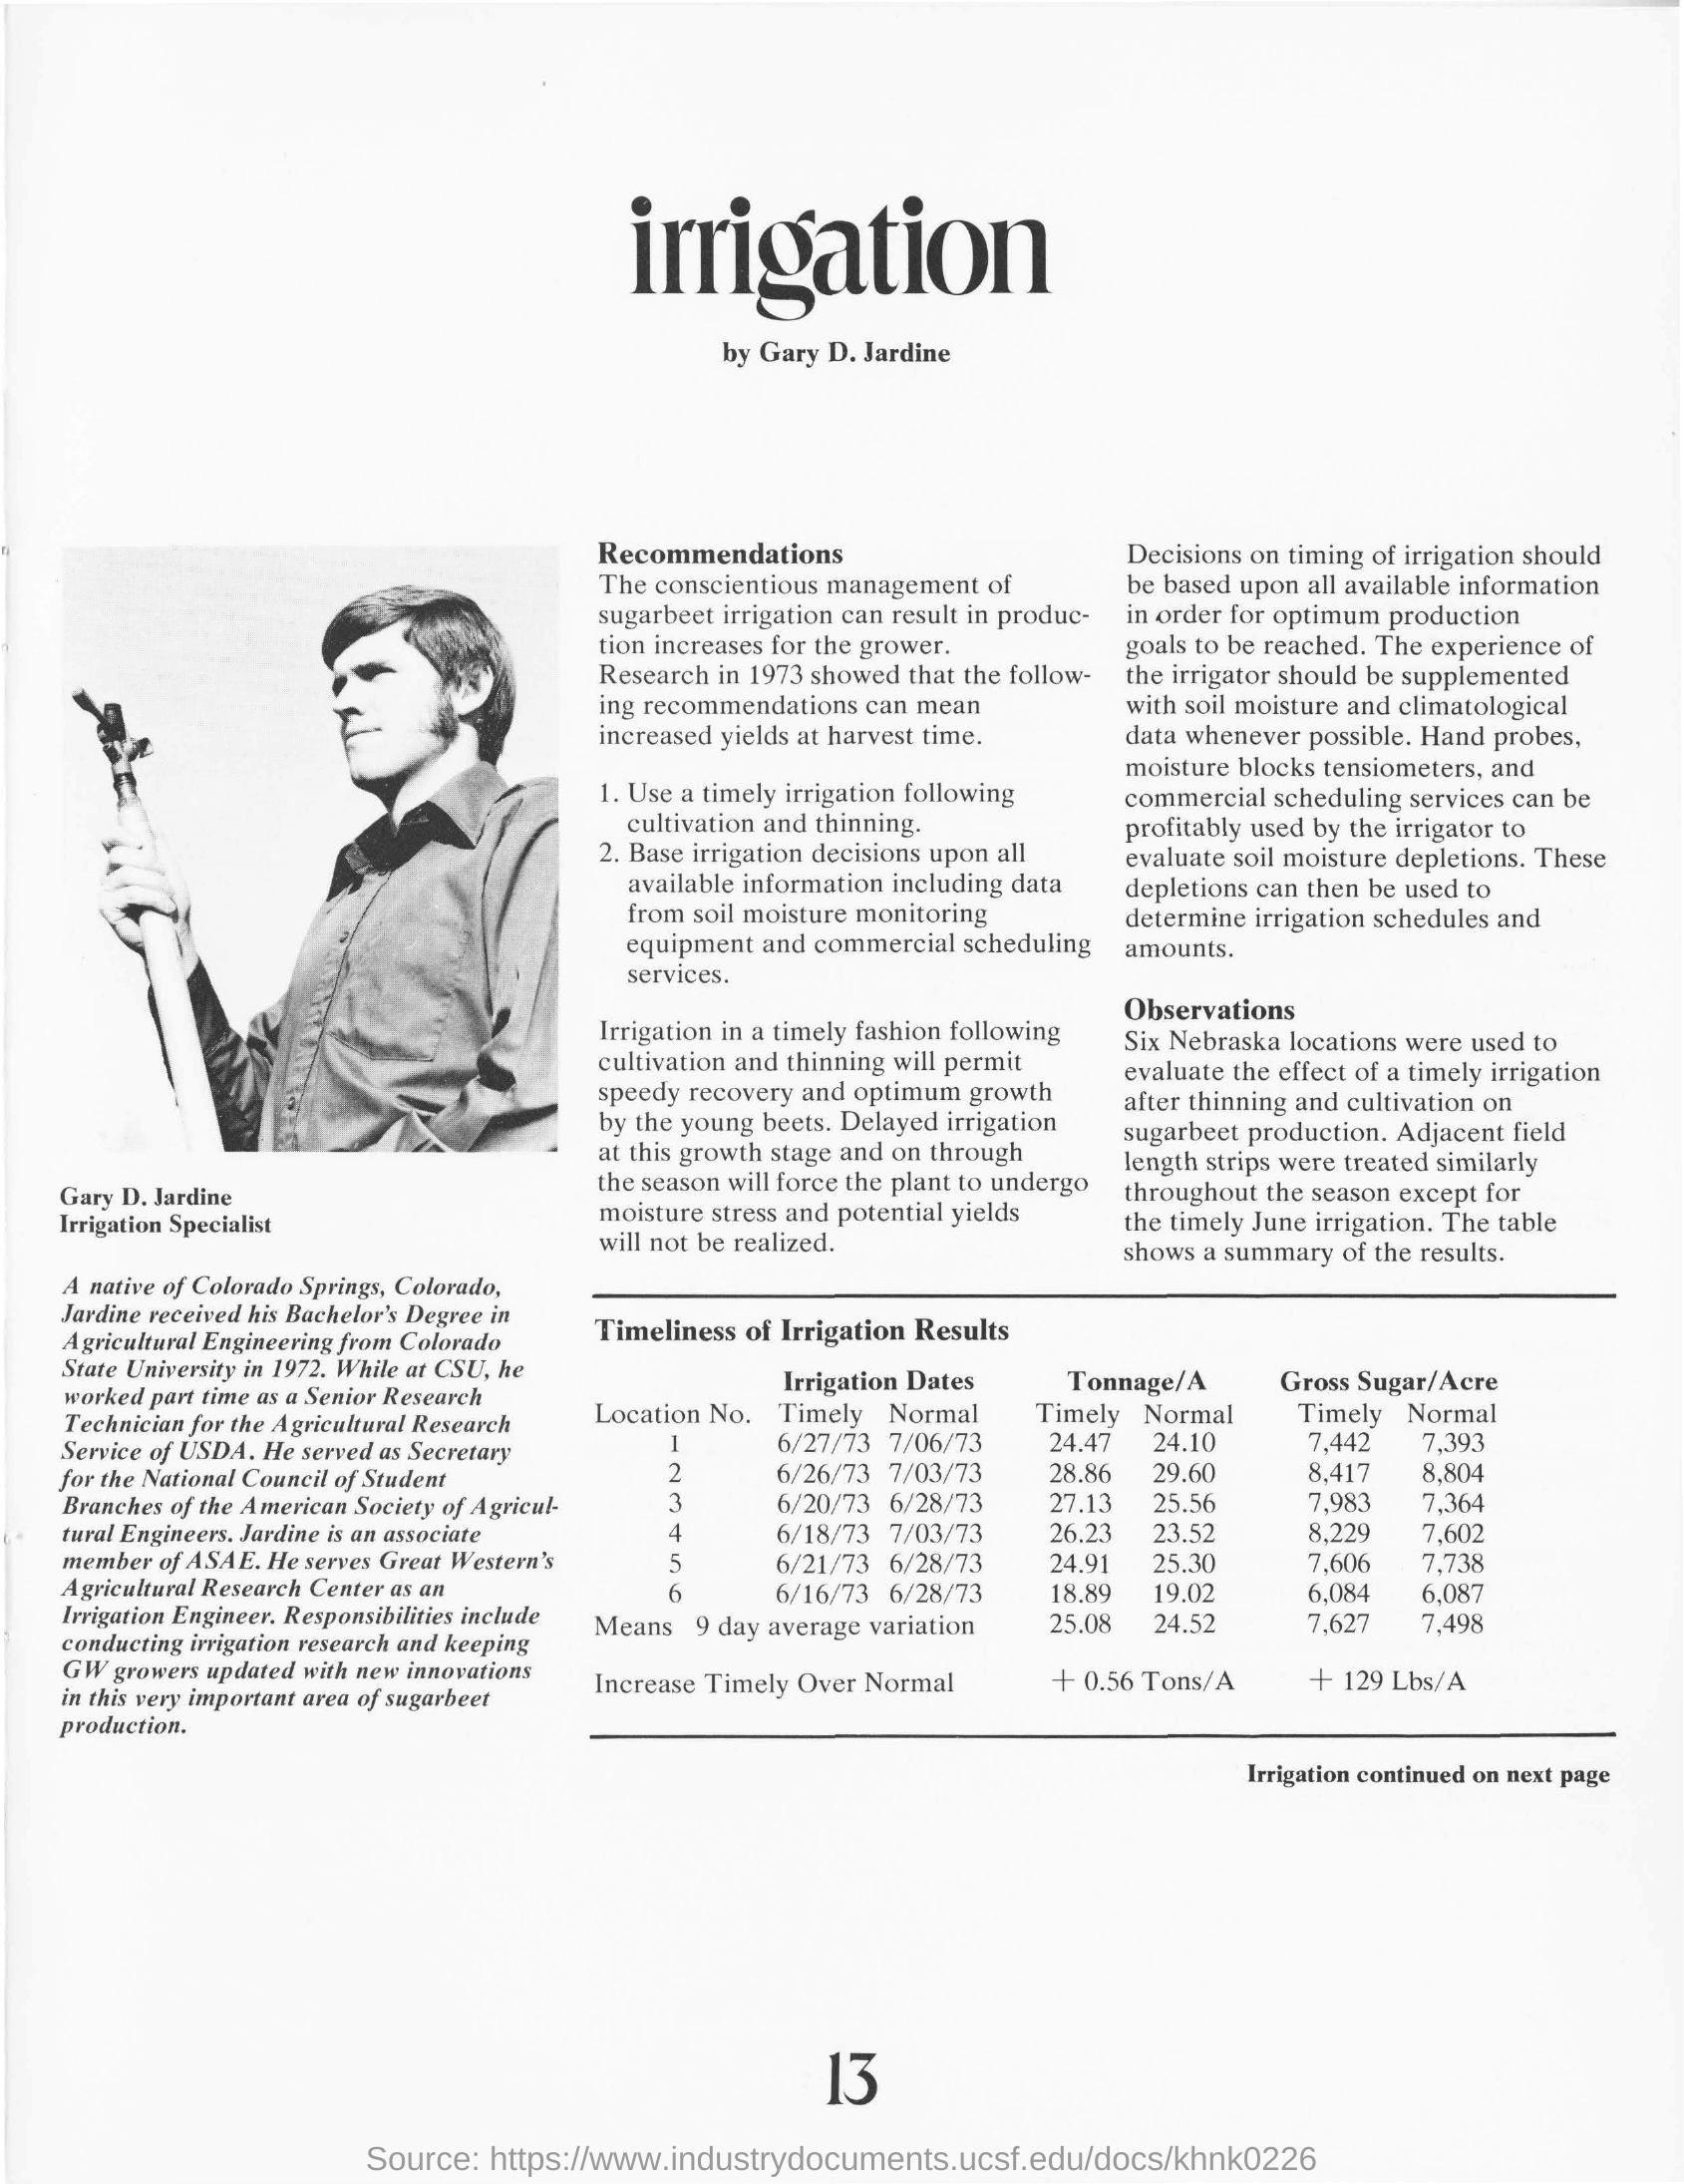 irrigation
by Gary D. Jardine
Gary D. Jardine
Irrigation Specialist
A native of Colorado Springs, Colorado,
Jardine received his Bachelor's Degree in
Agricultural Engineering from Colorado
State University in 1972. While at CSU, he
worked part time as a Senior Research
Technician for the Agricultural Research
Service of USDA. He served as Secretary
for the National Council of Student
Branches of the American Society of Agricul-
tural Engineers. Jardine is an associate
member of ASAE. He serves Great Western's
Agricultural Research Center as an
Irrigation Engineer. Responsibilities include
conducting irrigation research and keeping
GW growers updated with new innovations
in this very important area of sugarbeet
production.
Recommendations
The conscientious management of
sugarbeet irrigation can result in produc-
tion increases for the grower.
Research in 1973 showed that the follow-
ing recommendations can mean
increased yields at harvest time.
1. Use a timely irrigation following
cultivation and thinning.
2. Base irrigation decisions upon all
available information including data
from soil moisture monitoring
equipment and commercial scheduling
services.
Irrigation in a timely fashion following
cultivation and thinning will permit
speedy recovery and optimum growth
by the young beets. Delayed irrigation
at this growth stage and on through
the season will force the plant to undergo
moisture stress and potential yields
will not be realized.
Decisions on timing of irrigation should
be based upon all available information
in order for optimum production
goals to be reached. The experience of
the irrigator should be supplemented
with soil moisture and climatological
data whenever possible. Hand probes,
moisture blocks tensiometers, and
commercial scheduling services can be
profitably used by the irrigator to
evaluate soil moisture depletions. These
depletions can then be used to
determine irrigation schedules and
amounts.
Observations
Six Nebraska locations were used to
evaluate the effect of a timely irrigation
after thinning and cultivation on
sugarbeet production. Adjacent field
length strips were treated similarly
throughout the season except for
the timely June irrigation. The table
shows a summary of the results.
Timeliness of Irrigation Results
Irrigation Dates Tonnage/A Gross Sugar/Acre
Location No. Timely Normal Timely Normal Timely Normal
1 6/27/73 7/06/73 24.47 24.10 7,442 7,393
2 6/26/73 7/03/73 28.86 29.60 8,417 8,804
3 6/20/73 6/28/73 27.13 25.56 7,983 7,364
4 6/18/73 7/03/73 26.23 23.52 8,229 7,602
5 6/21/73 6/28/73 24.91 25.30 7,606 7,738
6 6/16/73 6/28/73 18.89 19.02 6,084 6,087
Means 9 day average variation 25.08 24.52 7,627 7,498
Increase Timely Over Normal + 0.56 Tons/A + 129 Lbs/A
Irrigation continued on next page
13
Source: https://www.industrydocuments.ucsf.edu/docs/khnk0226